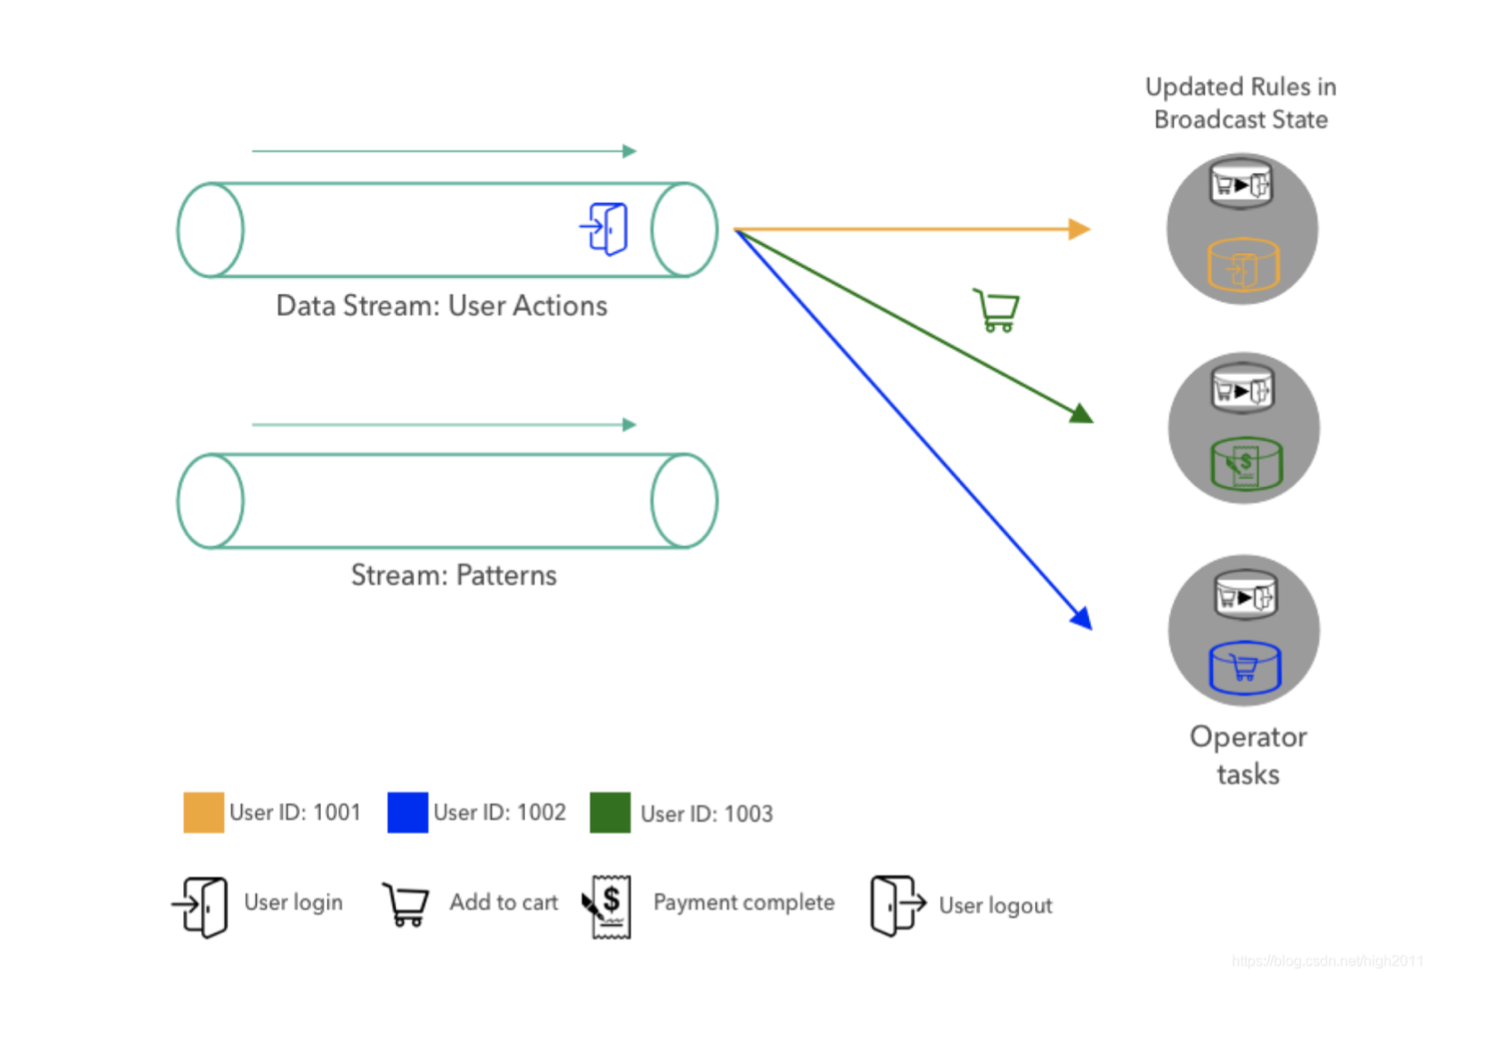 Updated Rules in
Broadcast State
Data Stream: User Actions
Stream: Patterns
$
$
Operator
tasks
User ID: 1001
User ID: 1002
User ID: 1003
User login
Add to cart
$
Payment complete
User logout
https://blog.csdn.net/high2011